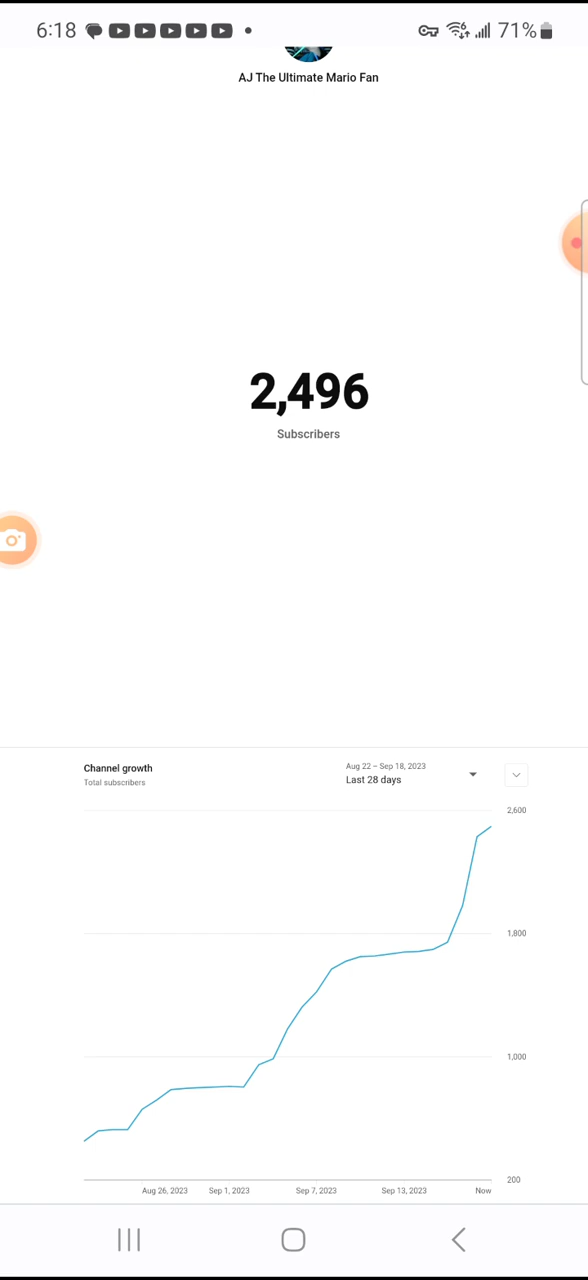 6:18 71%
AJ The Ultimate Mario Fan
2,496
Subscribers
Channel growth
Total subscribers
Aug 22 – Sep 18, 2023
Last 28 days
2,600
1,800
1,000
200
Aug 26, 2023 Sep 1, 2023 Sep 7, 2023 Sep 13, 2023 Now